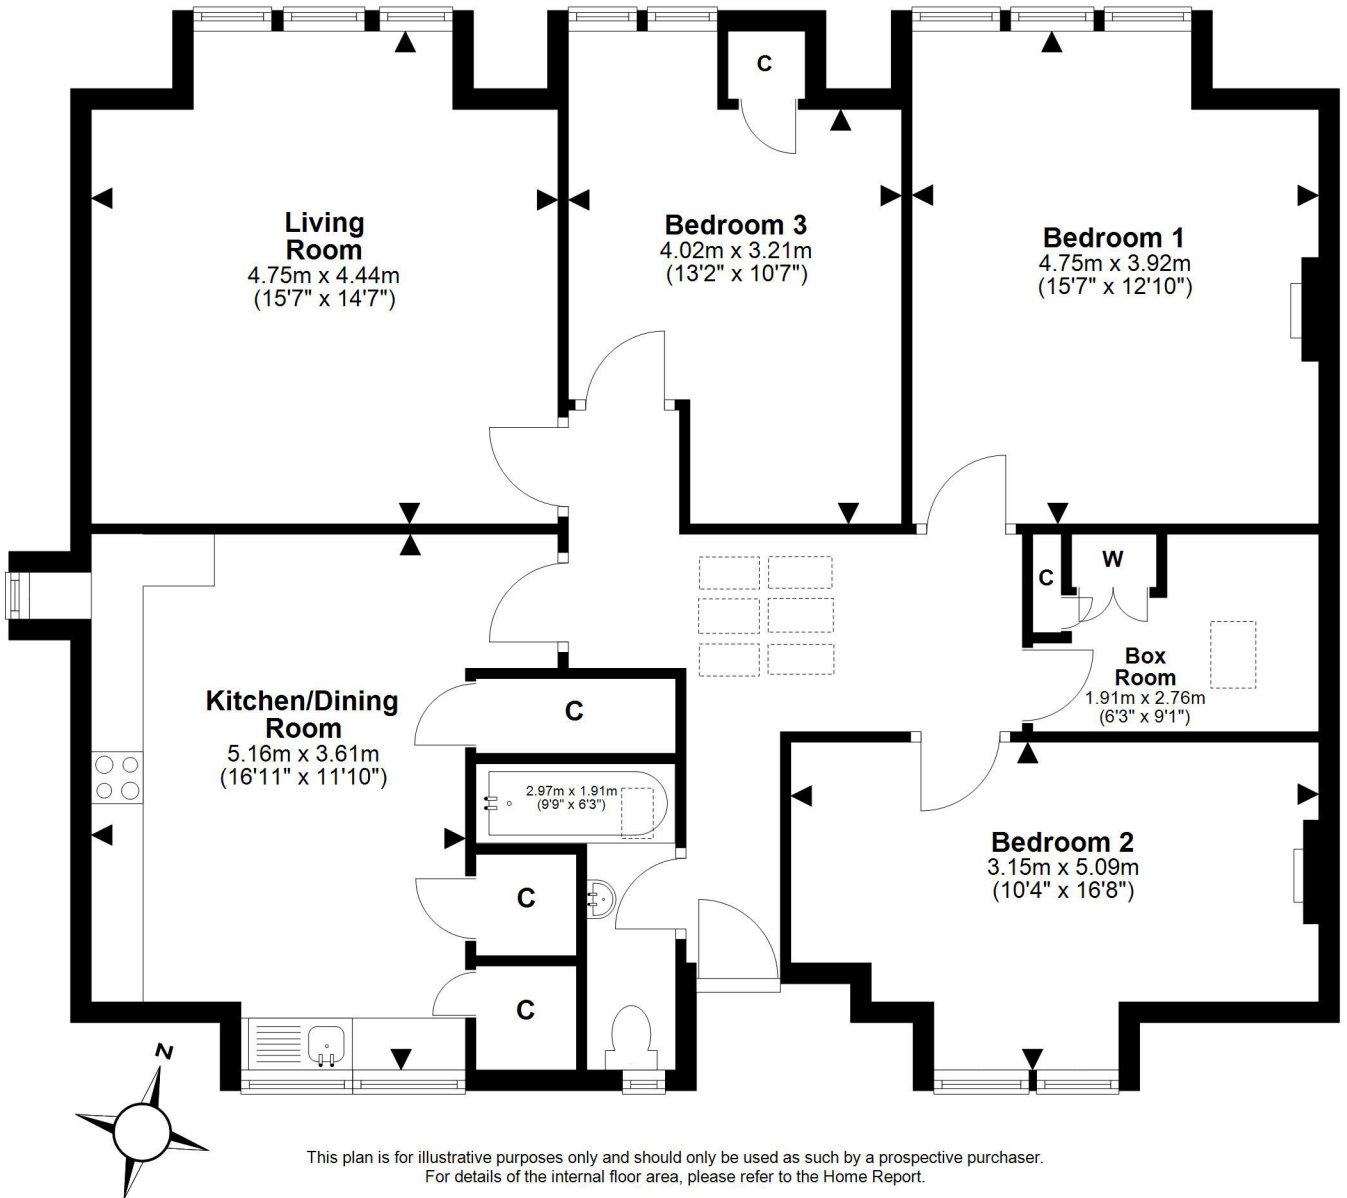 C
Living
Room
4.75m x 4.44m
(15'7" x 14'7")
Bedroom 3
4.02m x 3.21m
(13'2" x 10'7")
Bedroom 1
4.75m x 3.92m
(15'7" x 12'10")
C
W
Box
Room
1.91m x 2.76m
(6'3" x 9'1")
Kitchen/Dining
Room
5.16m x 3.61m
(16'11" x 11'10")
C
2.97m x 1.91m
(9'9" x 6'3")
C
C
Bedroom 2
3.15m x 5.09m
(10'4" x 16'8")
N
This plan is for illustrative purposes only and should only be used as such by a prospective purchaser.
For details of the internal floor area, please refer to the Home Report.